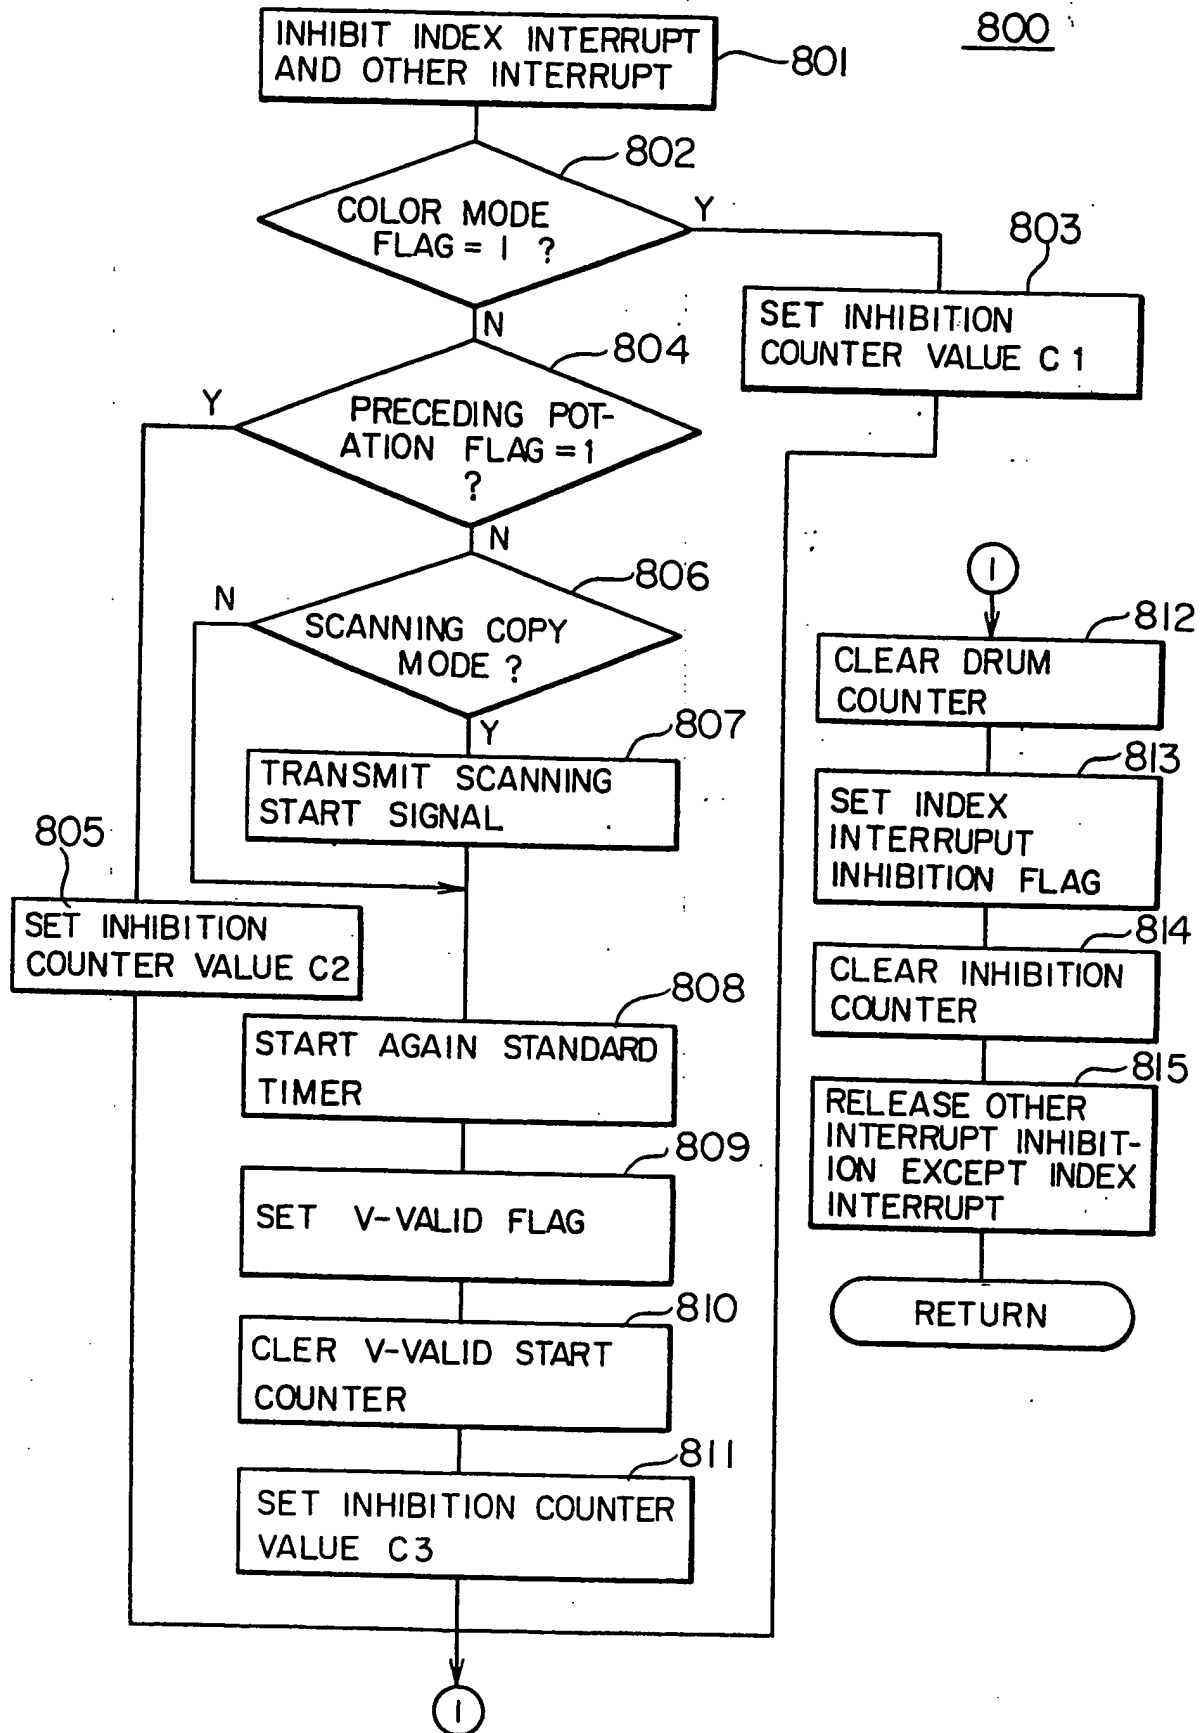 800
INHIBIT INDEX INTERRUPT
AND OTHER INTERRUPT
801
802
COLOR MODE
FLAG = 1 ?
Y
N
803
SET INHIBITION
COUNTER VALUE C1
804
Y
PRECEDING POT-
ATION FLAG = 1
?
N
806
N
SCANNING COPY
MODE ?
Y
807
TRANSMIT SCANNING
START SIGNAL
805
SET INHIBITION
COUNTER VALUE C2
808
START AGAIN STANDARD
TIMER
809
SET V-VALID FLAG
810
CLER V-VALID START
COUNTER
811
SET INHIBITION COUNTER
VALUE C3
1
1
812
CLEAR DRUM
COUNTER
813
SET INDEX
INTERRUPUT
INHIBITION FLAG
814
CLEAR INHIBITION
COUNTER
815
RELEASE OTHER
INTERRUPT INHIBIT-
ION EXCEPT INDEX
INTERRUPT
RETURN